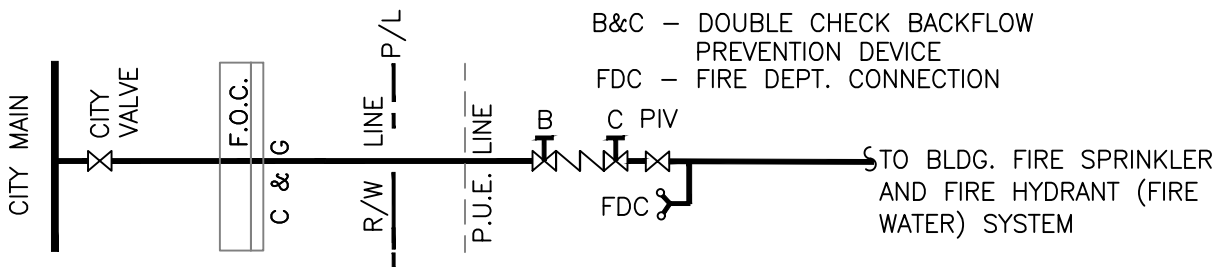 B&C – DOUBLE CHECK BACKFLOW
PREVENTION DEVICE
FDC – FIRE DEPT. CONNECTION
CITY MAIN
CITY
VALVE
F.O.C.
C & G
R/W LINE P/L
P.U.E. LINE
B
C
PIV
FDC
TO BLDG. FIRE SPRINKLER
AND FIRE HYDRANT (FIRE
WATER) SYSTEM